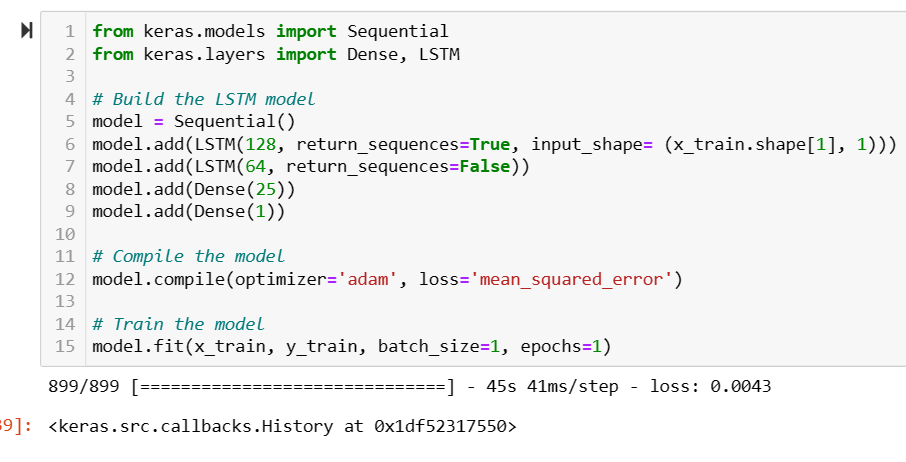 1 from keras.models import Sequential
2 from keras.layers import Dense, LSTM
3
4 # Build the LSTM model
5 model = Sequential()
6 model.add(LSTM(128, return_sequences=True, input_shape= (x_train.shape[1], 1)))
7 model.add(LSTM(64, return_sequences=False))
8 model.add(Dense(25))
9 model.add(Dense(1))
10
11 # Compile the model
12 model.compile(optimizer='adam', loss='mean_squared_error')
13
14 # Train the model
15 model.fit(x_train, y_train, batch_size=1, epochs=1)
899/899 [==============================] - 45s 41ms/step - loss: 0.0043
9]: <keras.src.callbacks.History at 0x1df52317550>